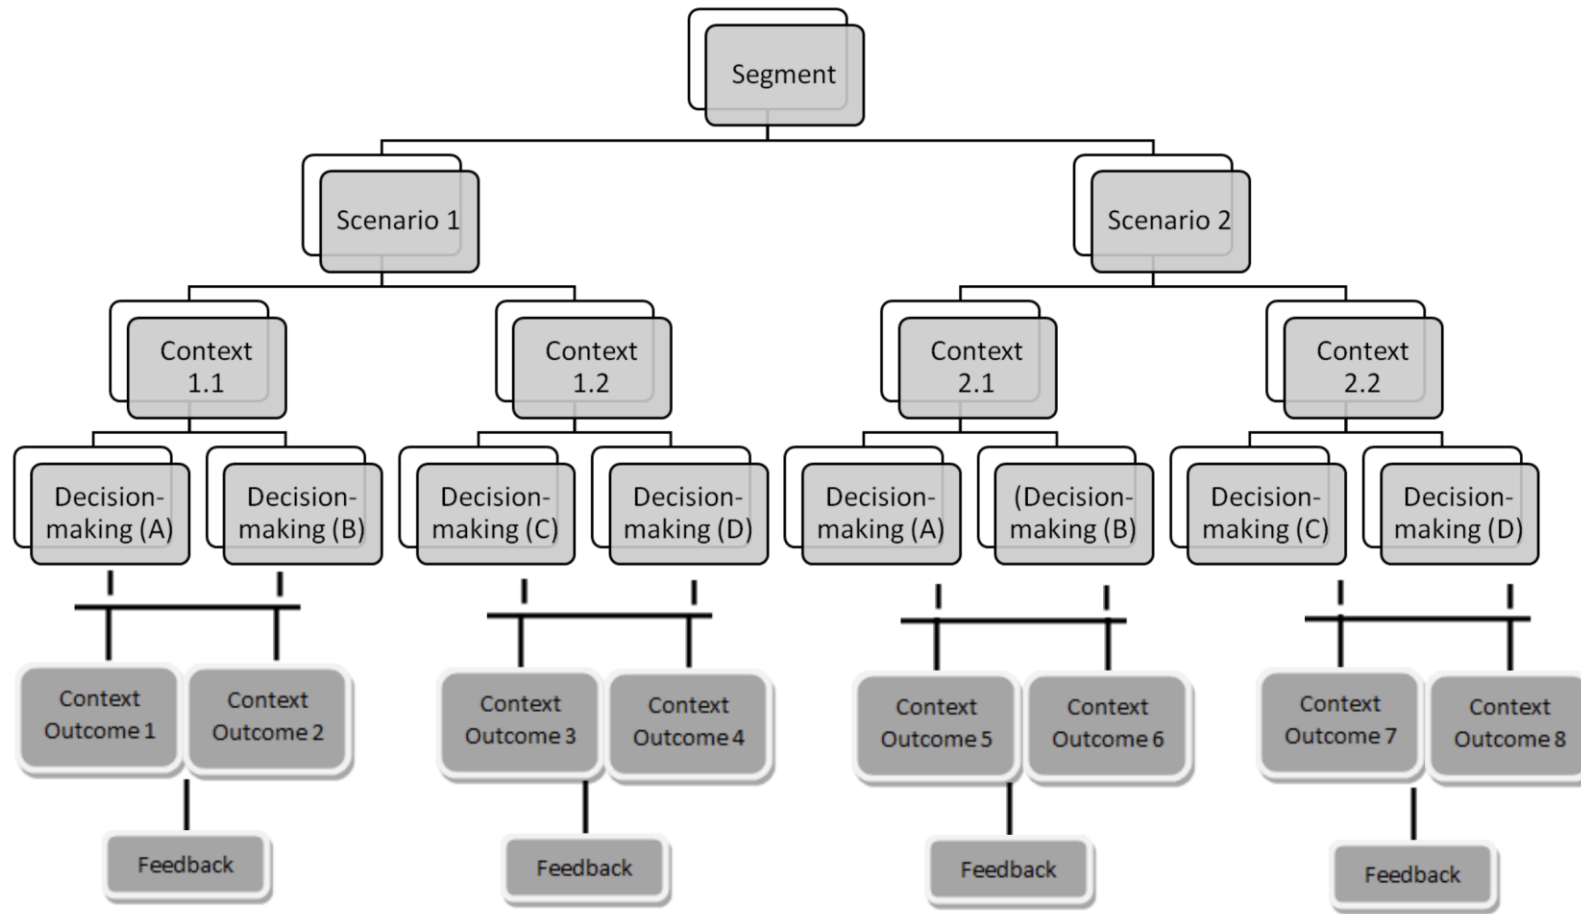 Segment
Scenario 1
Scenario 2
Context
1.1
Context
1.2
Context
2.1
Context
2.2
Decision-
making (A)
Decision-
making (B)
Decision-
making (C)
Decision-
making (D)
Decision-
making (A)
(Decision-
making (B)
Decision-
making (C)
Decision-
making (D)
Context
Outcome 1
Context
Outcome 2
Context
Outcome 3
Context
Outcome 4
Context
Outcome 5
Context
Outcome 6
Context
Outcome 7
Context
Outcome 8
Feedback
Feedback
Feedback
Feedback